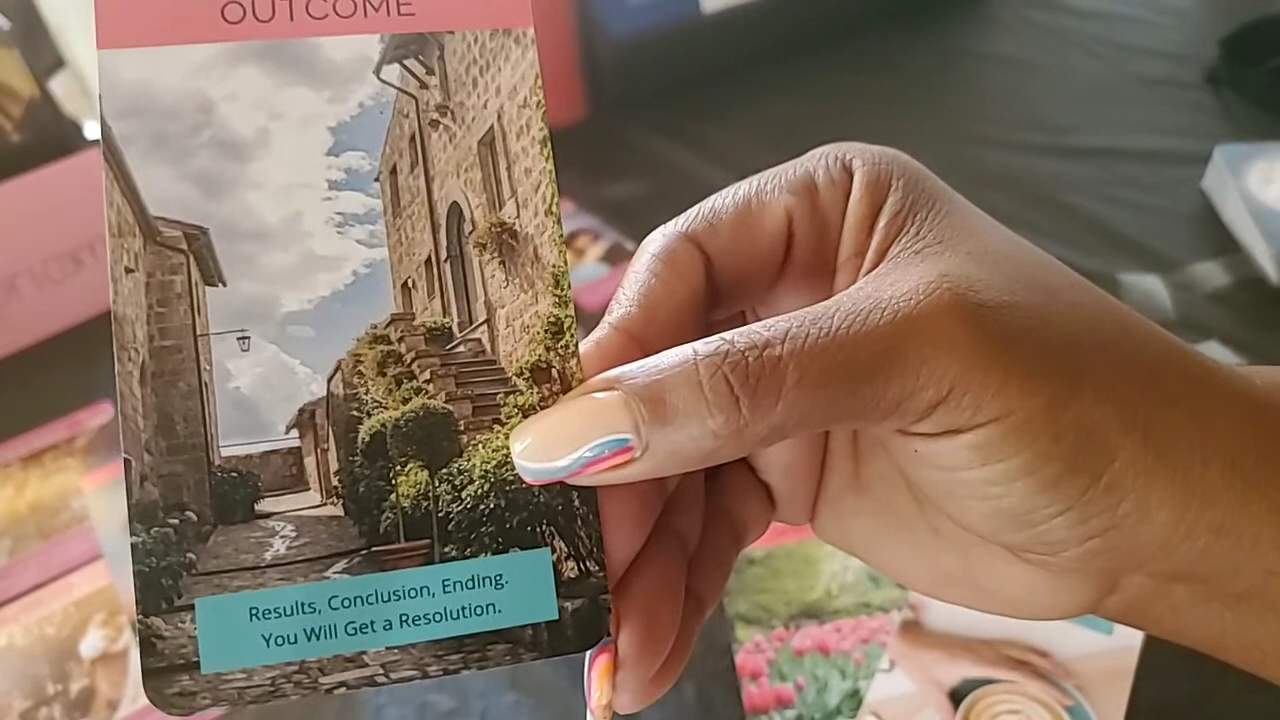 OUTCOME
Results, Conclusion, Ending.
You Will Get a Resolution.